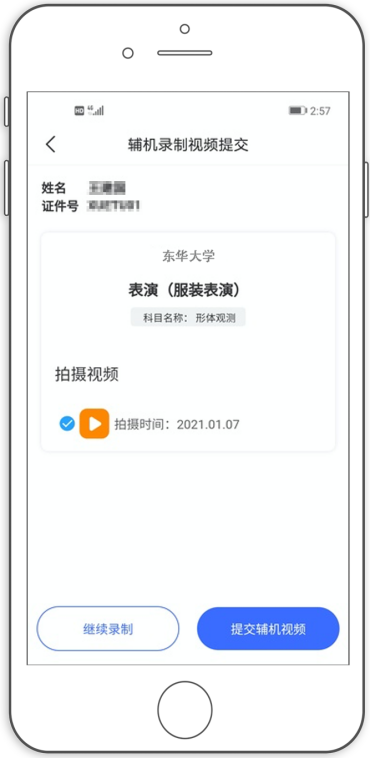 HD 4G 2:57
辅机录制视频提交
姓名
证件号
东华大学
表演（服装表演）
科目名称： 形体观测
拍摄视频
拍摄时间：2021.01.07
继续录制
提交辅机视频